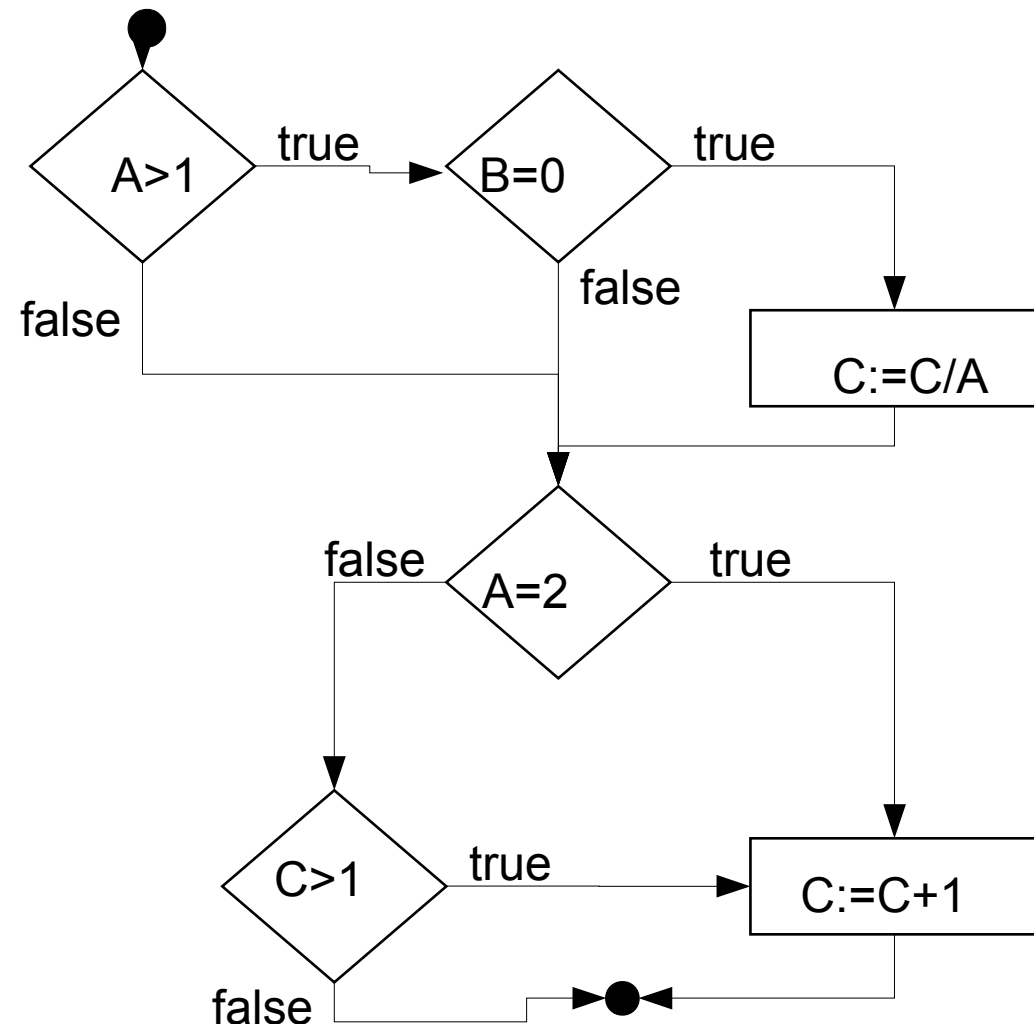 true
true
A>1
B=0
false
false
C:=C/A
false
true
A=2
true
C>1
C:=C+1
false